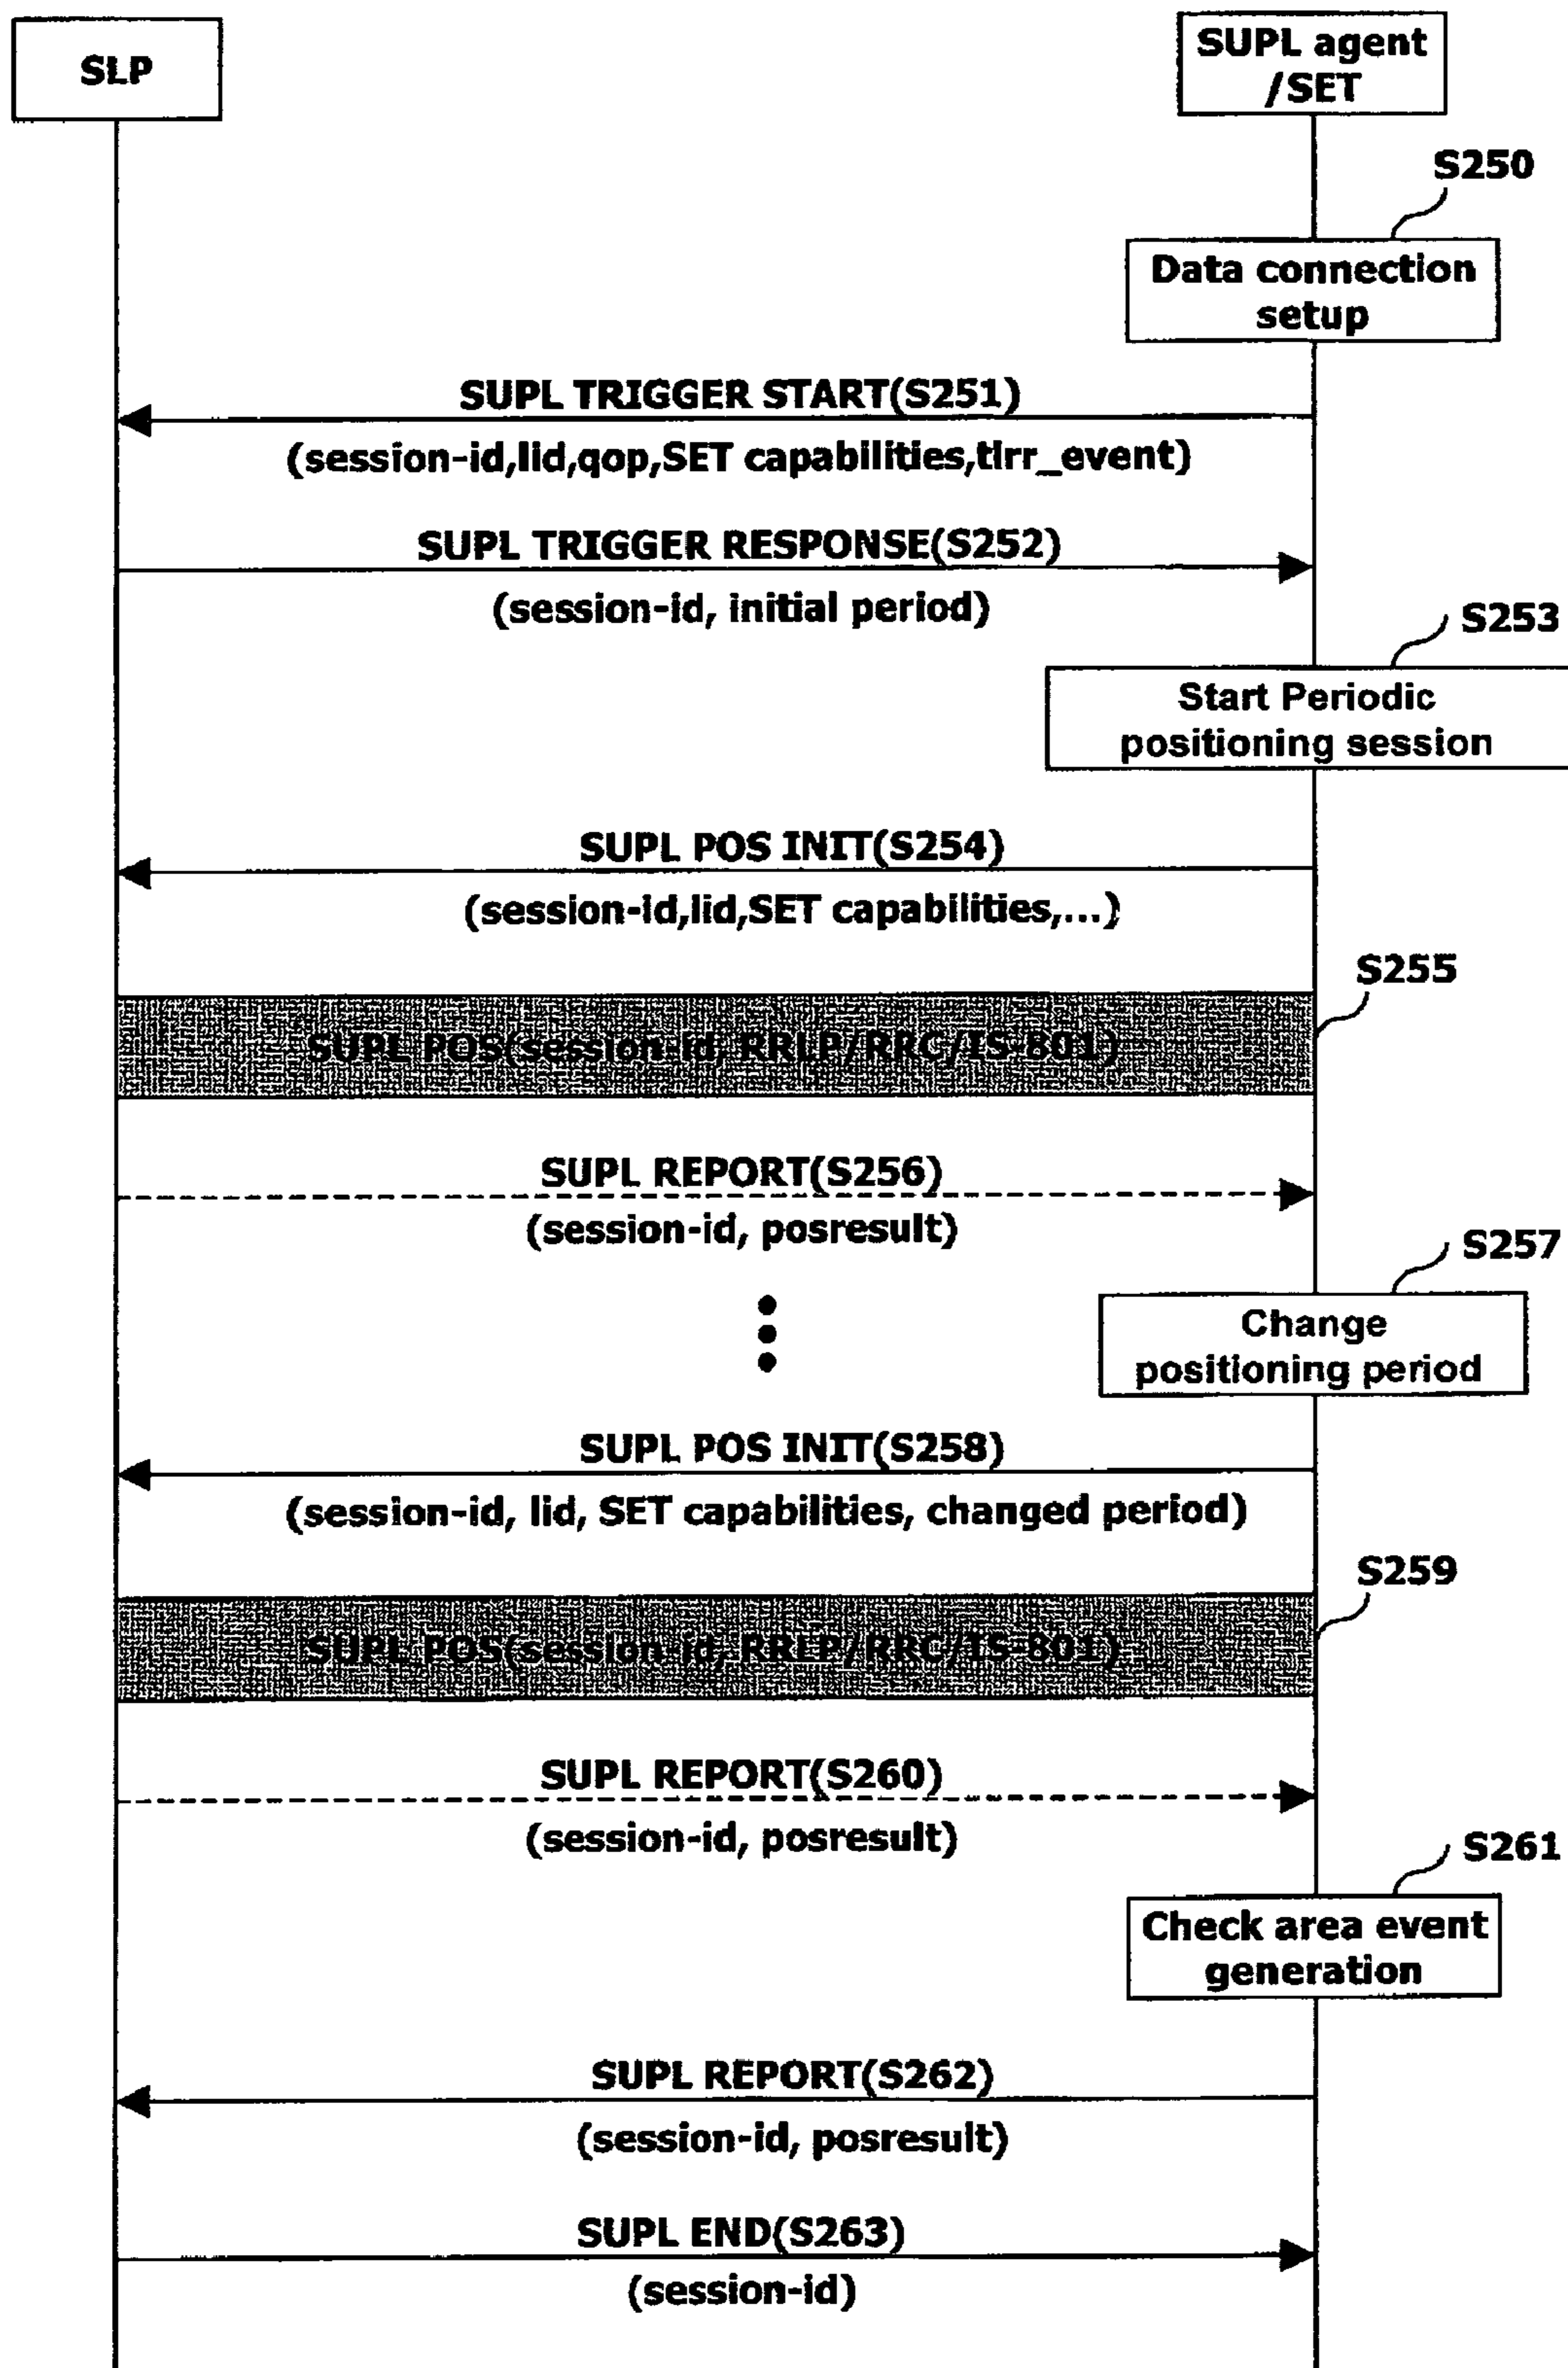 SLP
SUPL agent
/SET
S250
Data connection
setup
SUPL TRIGGER START(S251)
(session-id,lid,qop,SET capabilities,tlrr_event)
SUPL TRIGGER RESPONSE(S252)
(session-id, initial period)
S253
Start Periodic
positioning session
SUPL POS INIT(S254)
(session-id,lid,SET capabilities,...)
S255
SUPL POS(session-id, RRLP/RRC/IS-801)
SUPL REPORT(S256)
(session-id, posresult)
S257
Change
positioning period
SUPL POS INIT(S258)
(session-id, lid, SET capabilities, changed period)
S259
SUPL POS(session-id, RRLP/RRC/IS-801)
SUPL REPORT(S260)
(session-id, posresult)
S261
Check area event
generation
SUPL REPORT(S262)
(session-id, posresult)
SUPL END(S263)
(session-id)